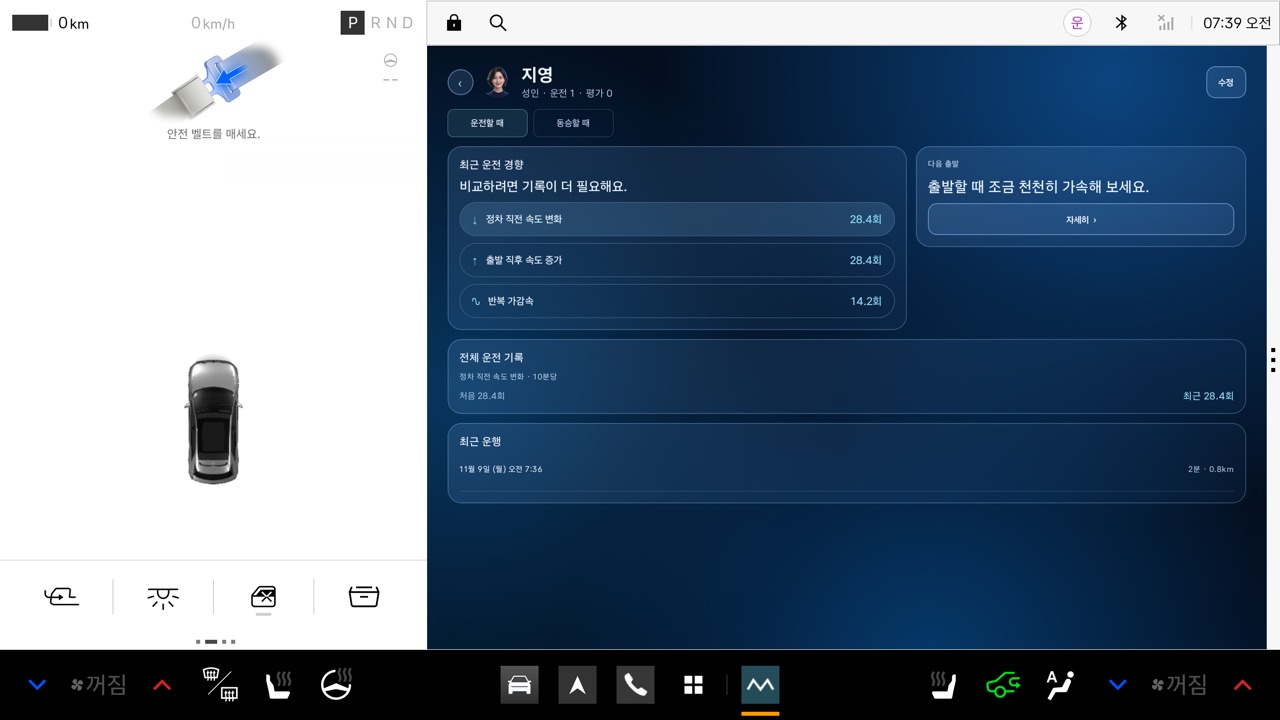 0 km
0 km/h
P R N D
안전 벨트를 매세요.
운
07:39 오전
‹
지영
성인 · 운전 1 · 평가 0
수정
운전할 때
동승할 때
최근 운전 경향
비교하려면 기록이 더 필요해요.
↓ 정차 직전 속도 변화 28.4회
↑ 출발 직후 속도 증가 28.4회
∿ 반복 가감속 14.2회
다음 출발
출발할 때 조금 천천히 가속해 보세요.
자세히 ›
전체 운전 기록
정차 직전 속도 변화 · 10분당
처음 28.4회
최근 28.4회
최근 운행
11월 9일 (월) 오전 7:36
2분 · 0.8km
꺼짐
A
꺼짐